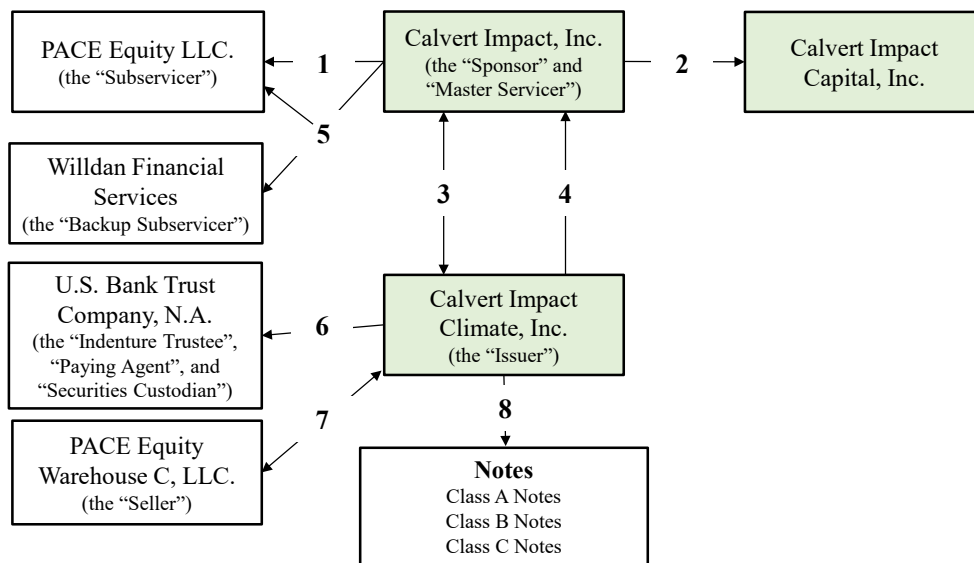 PACE Equity LLC.
(the “Subservicer”)
1
Calvert Impact, Inc.
(the “Sponsor” and
“Master Servicer”)
2
Calvert Impact
Capital, Inc.
5
Willdan Financial
Services
(the “Backup Subservicer”)
3
4
U.S. Bank Trust
Company, N.A.
(the “Indenture Trustee”,
“Paying Agent”, and
“Securities Custodian”)
6
Calvert Impact
Climate, Inc.
(the “Issuer”)
7
PACE Equity
Warehouse C, LLC.
(the “Seller”)
8
Notes
Class A Notes
Class B Notes
Class C Notes